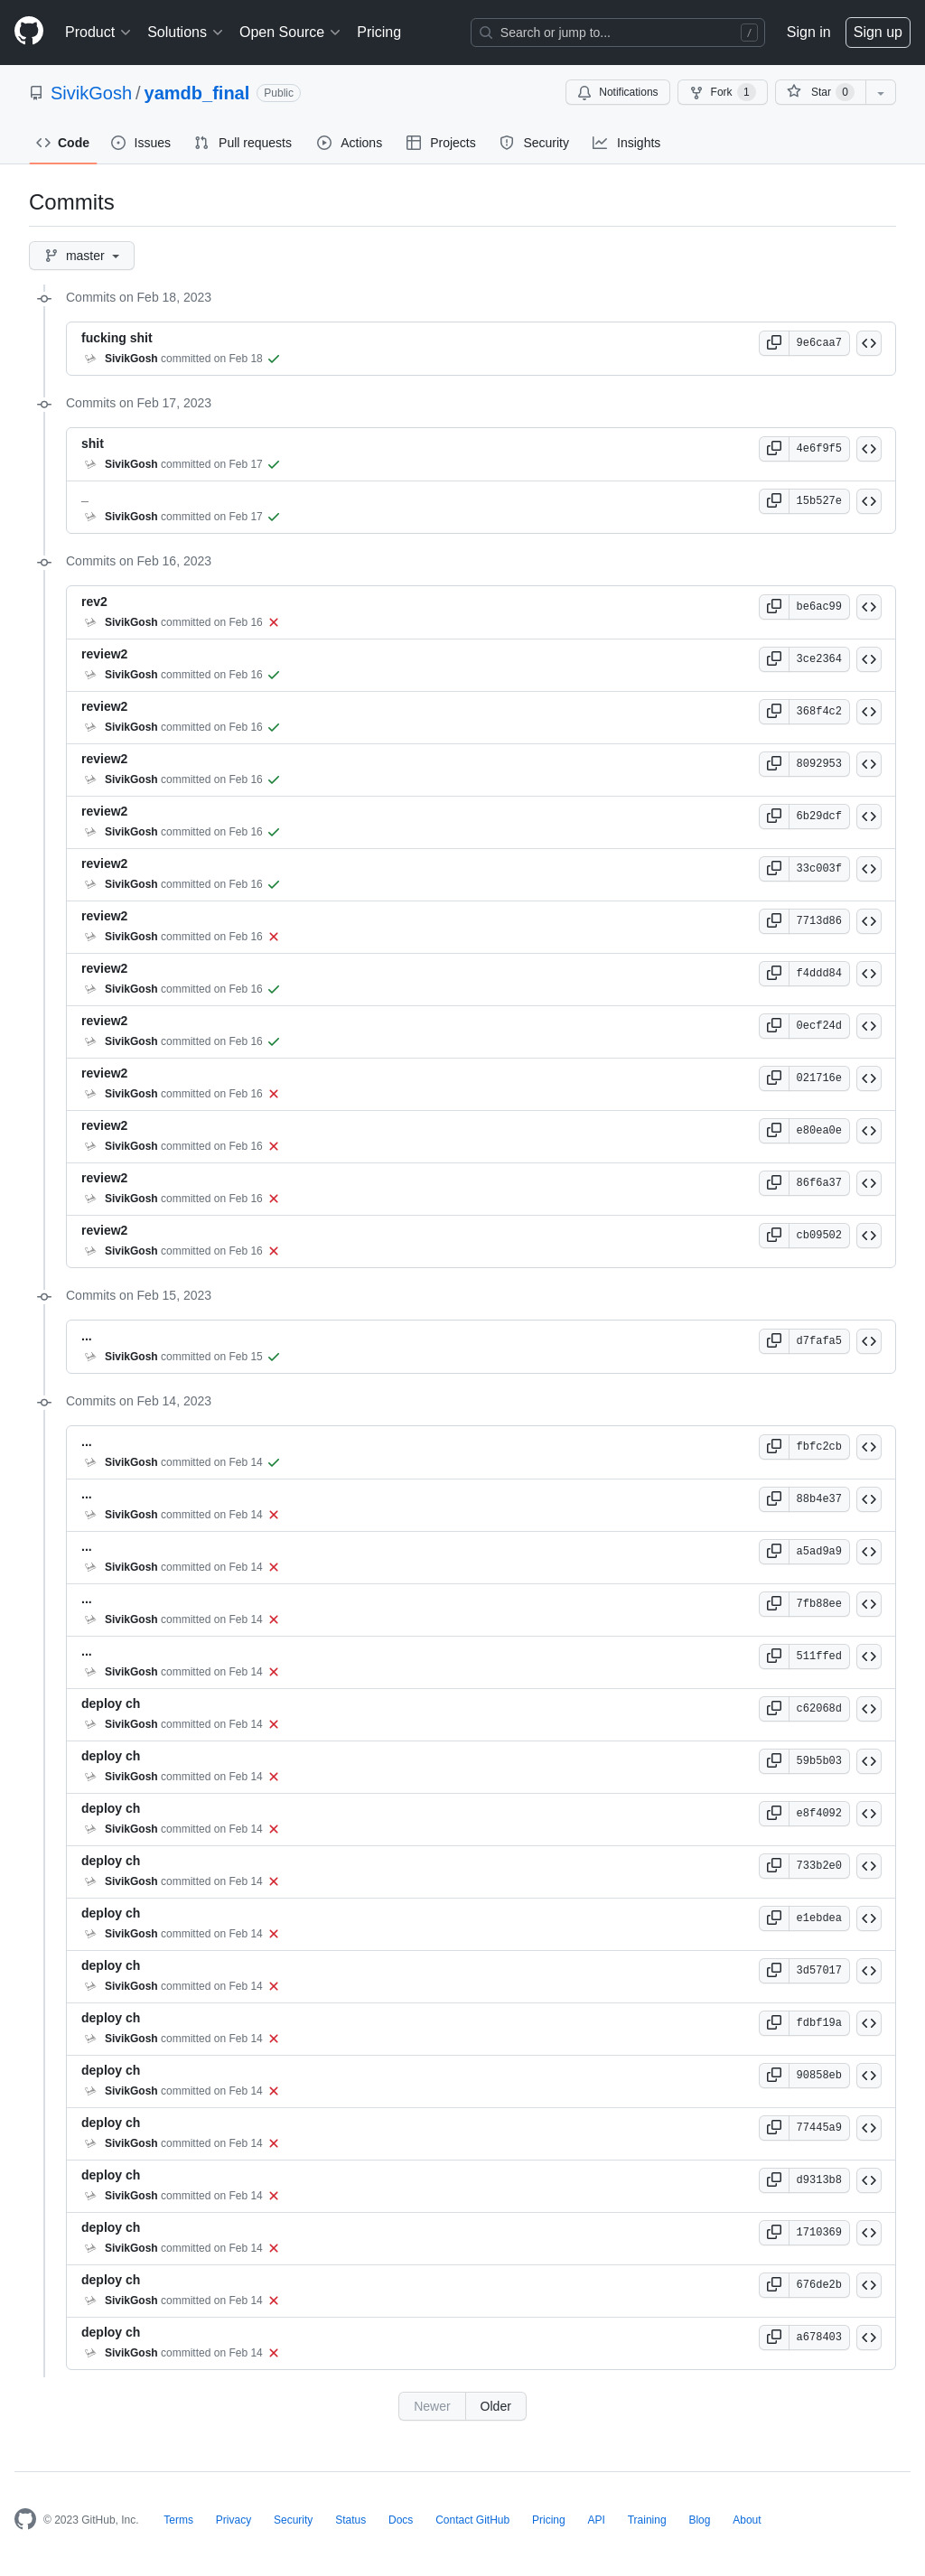 Product Solutions Open Source Pricing Search or jump to... / Sign in Sign up
SivikGosh / yamdb_final Public Notifications Fork 1 Star 0
Code Issues Pull requests Actions Projects Security Insights
Commits
master
Commits on Feb 18, 2023
fucking shit 9e6caa7
SivikGosh committed on Feb 18
Commits on Feb 17, 2023
shit 4e6f9f5
SivikGosh committed on Feb 17
_ 15b527e
SivikGosh committed on Feb 17
Commits on Feb 16, 2023
rev2 be6ac99
SivikGosh committed on Feb 16
review2 3ce2364
SivikGosh committed on Feb 16
review2 368f4c2
SivikGosh committed on Feb 16
review2 8092953
SivikGosh committed on Feb 16
review2 6b29dcf
SivikGosh committed on Feb 16
review2 33c003f
SivikGosh committed on Feb 16
review2 7713d86
SivikGosh committed on Feb 16
review2 f4ddd84
SivikGosh committed on Feb 16
review2 0ecf24d
SivikGosh committed on Feb 16
review2 021716e
SivikGosh committed on Feb 16
review2 e80ea0e
SivikGosh committed on Feb 16
review2 86f6a37
SivikGosh committed on Feb 16
review2 cb09502
SivikGosh committed on Feb 16
Commits on Feb 15, 2023
... d7fafa5
SivikGosh committed on Feb 15
Commits on Feb 14, 2023
... fbfc2cb
SivikGosh committed on Feb 14
... 88b4e37
SivikGosh committed on Feb 14
... a5ad9a9
SivikGosh committed on Feb 14
... 7fb88ee
SivikGosh committed on Feb 14
... 511ffed
SivikGosh committed on Feb 14
deploy ch c62068d
SivikGosh committed on Feb 14
deploy ch 59b5b03
SivikGosh committed on Feb 14
deploy ch e8f4092
SivikGosh committed on Feb 14
deploy ch 733b2e0
SivikGosh committed on Feb 14
deploy ch e1ebdea
SivikGosh committed on Feb 14
deploy ch 3d57017
SivikGosh committed on Feb 14
deploy ch fdbf19a
SivikGosh committed on Feb 14
deploy ch 90858eb
SivikGosh committed on Feb 14
deploy ch 77445a9
SivikGosh committed on Feb 14
deploy ch d9313b8
SivikGosh committed on Feb 14
deploy ch 1710369
SivikGosh committed on Feb 14
deploy ch 676de2b
SivikGosh committed on Feb 14
deploy ch a678403
SivikGosh committed on Feb 14
Newer Older
© 2023 GitHub, Inc. Terms Privacy Security Status Docs Contact GitHub Pricing API Training Blog About